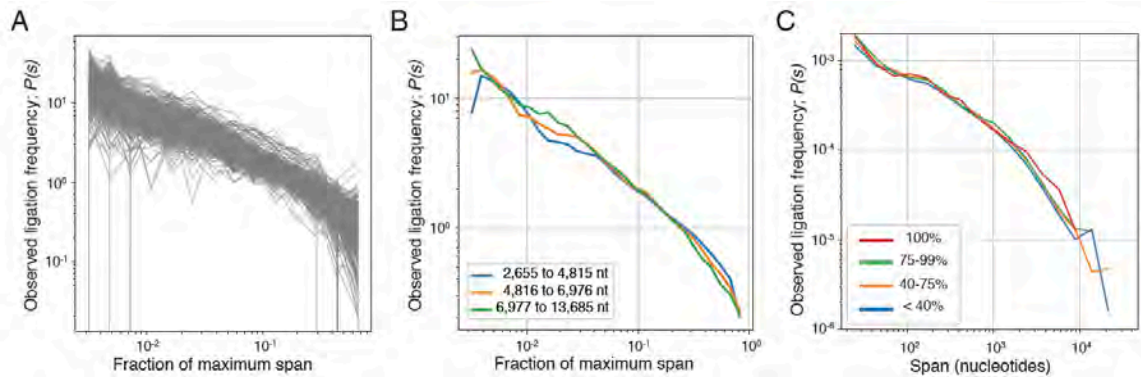 A
Observed ligation frequency; P(s)
10¹
10⁰
10⁻¹
10⁻²
10⁻¹
Fraction of maximum span
B
Observed ligation frequency; P(s)
10¹
10⁰
2,655 to 4,815 nt
4,816 to 6,976 nt
6,977 to 13,685 nt
10⁻²
10⁻¹
10⁰
Fraction of maximum span
C
Observed ligation frequency; P(s)
10⁻³
10⁻⁴
10⁻⁵
10⁻⁶
100%
75-99%
40-75%
< 40%
10²
10³
10⁴
Span (nucleotides)